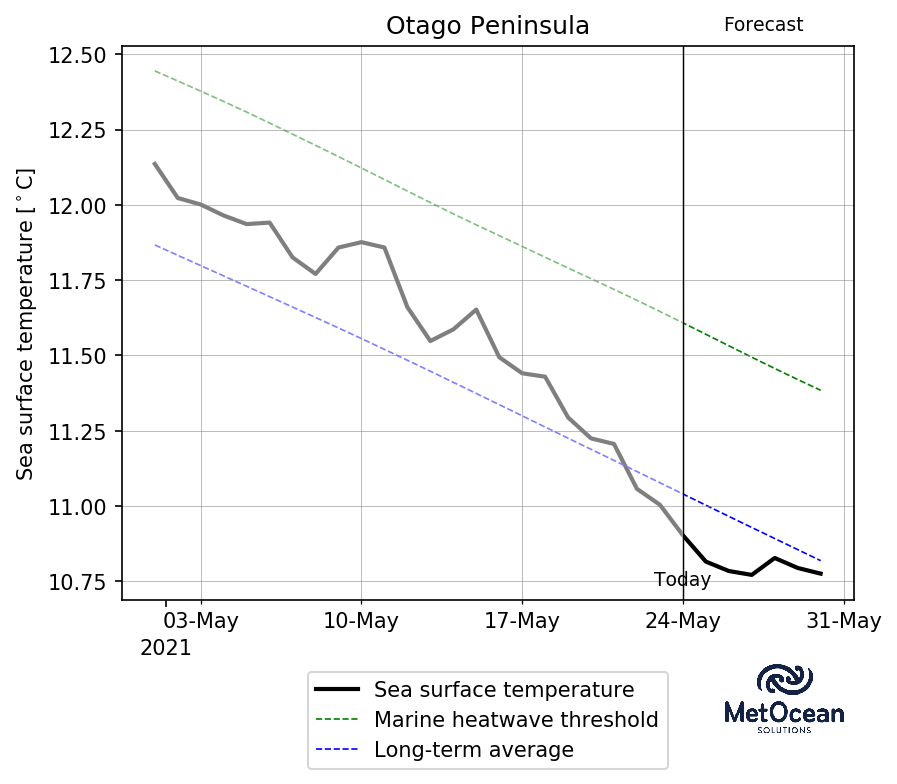 Otago Peninsula
Forecast
Sea surface temperature [°C]
12.50
12.25
12.00
11.75
11.50
11.25
11.00
10.75
Today
03-May
10-May
17-May
24-May
31-May
2021
Sea surface temperature
Marine heatwave threshold
Long-term average
MetOcean
SOLUTIONS